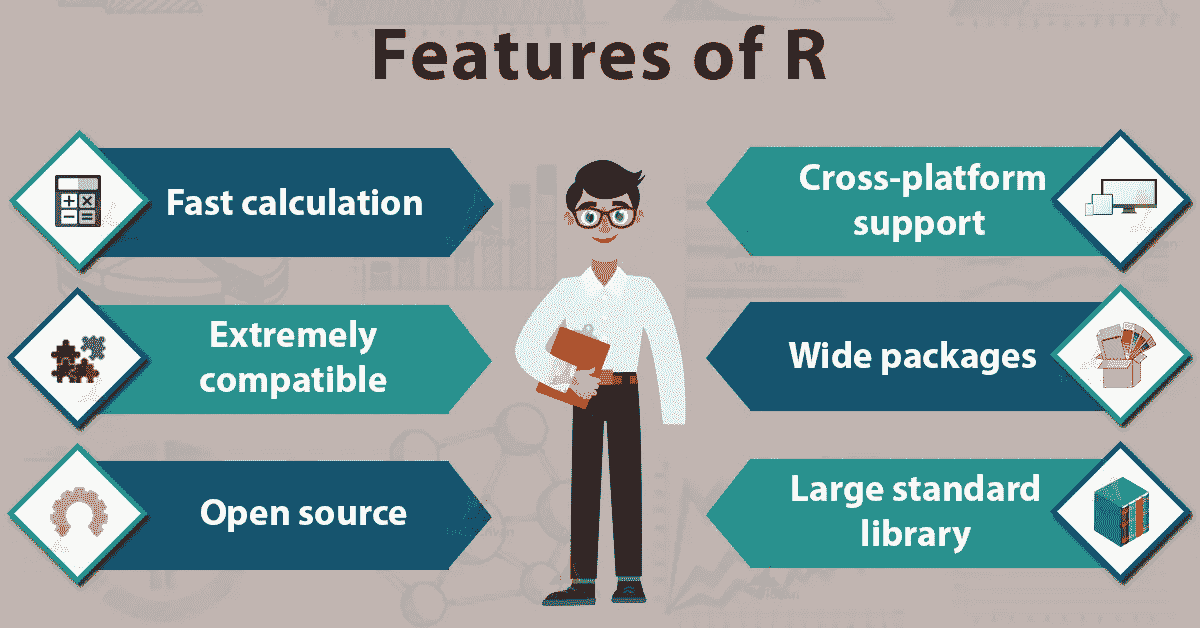 Features of R
Fast calculation
Extremely
compatible
Open source
Cross-platform
support
Wide packages
Large standard
library